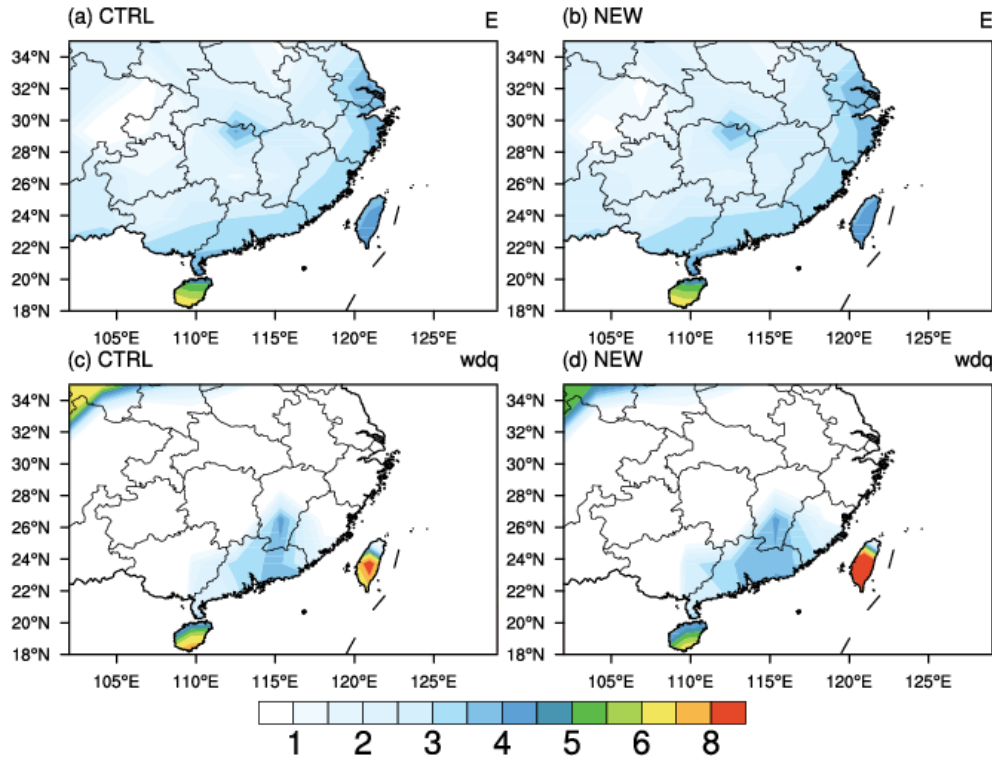 (a) CTRL E (b) NEW E
34°N 34°N
32°N 32°N
30°N 30°N
28°N 28°N
26°N 26°N
24°N 24°N
22°N 22°N
20°N 20°N
18°N 18°N
105°E 110°E 115°E 120°E 125°E 105°E 110°E 115°E 120°E 125°E
(c) CTRL wdq (d) NEW wdq
34°N 34°N
32°N 32°N
30°N 30°N
28°N 28°N
26°N 26°N
24°N 24°N
22°N 22°N
20°N 20°N
18°N 18°N
105°E 110°E 115°E 120°E 125°E 105°E 110°E 115°E 120°E 125°E
1 2 3 4 5 6 8